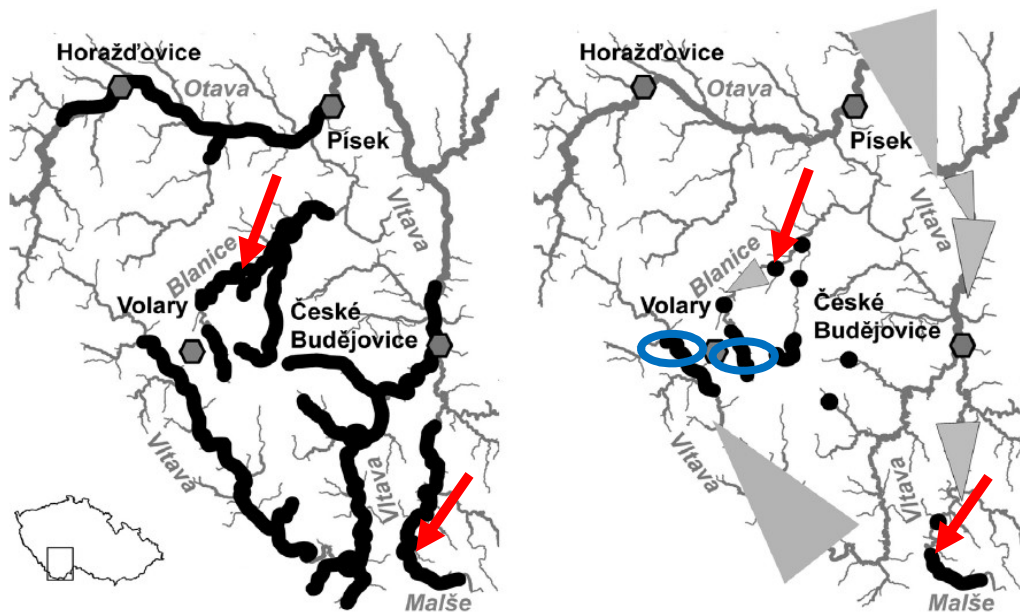 Horažďovice
Otava
Písek
Vltava
Blanice
Volary
České
Budějovice
Vltava
Vltava
Malše
Horažďovice
Otava
Písek
Vltava
Blanice
Volary
České
Budějovice
Vltava
Vltava
Malše